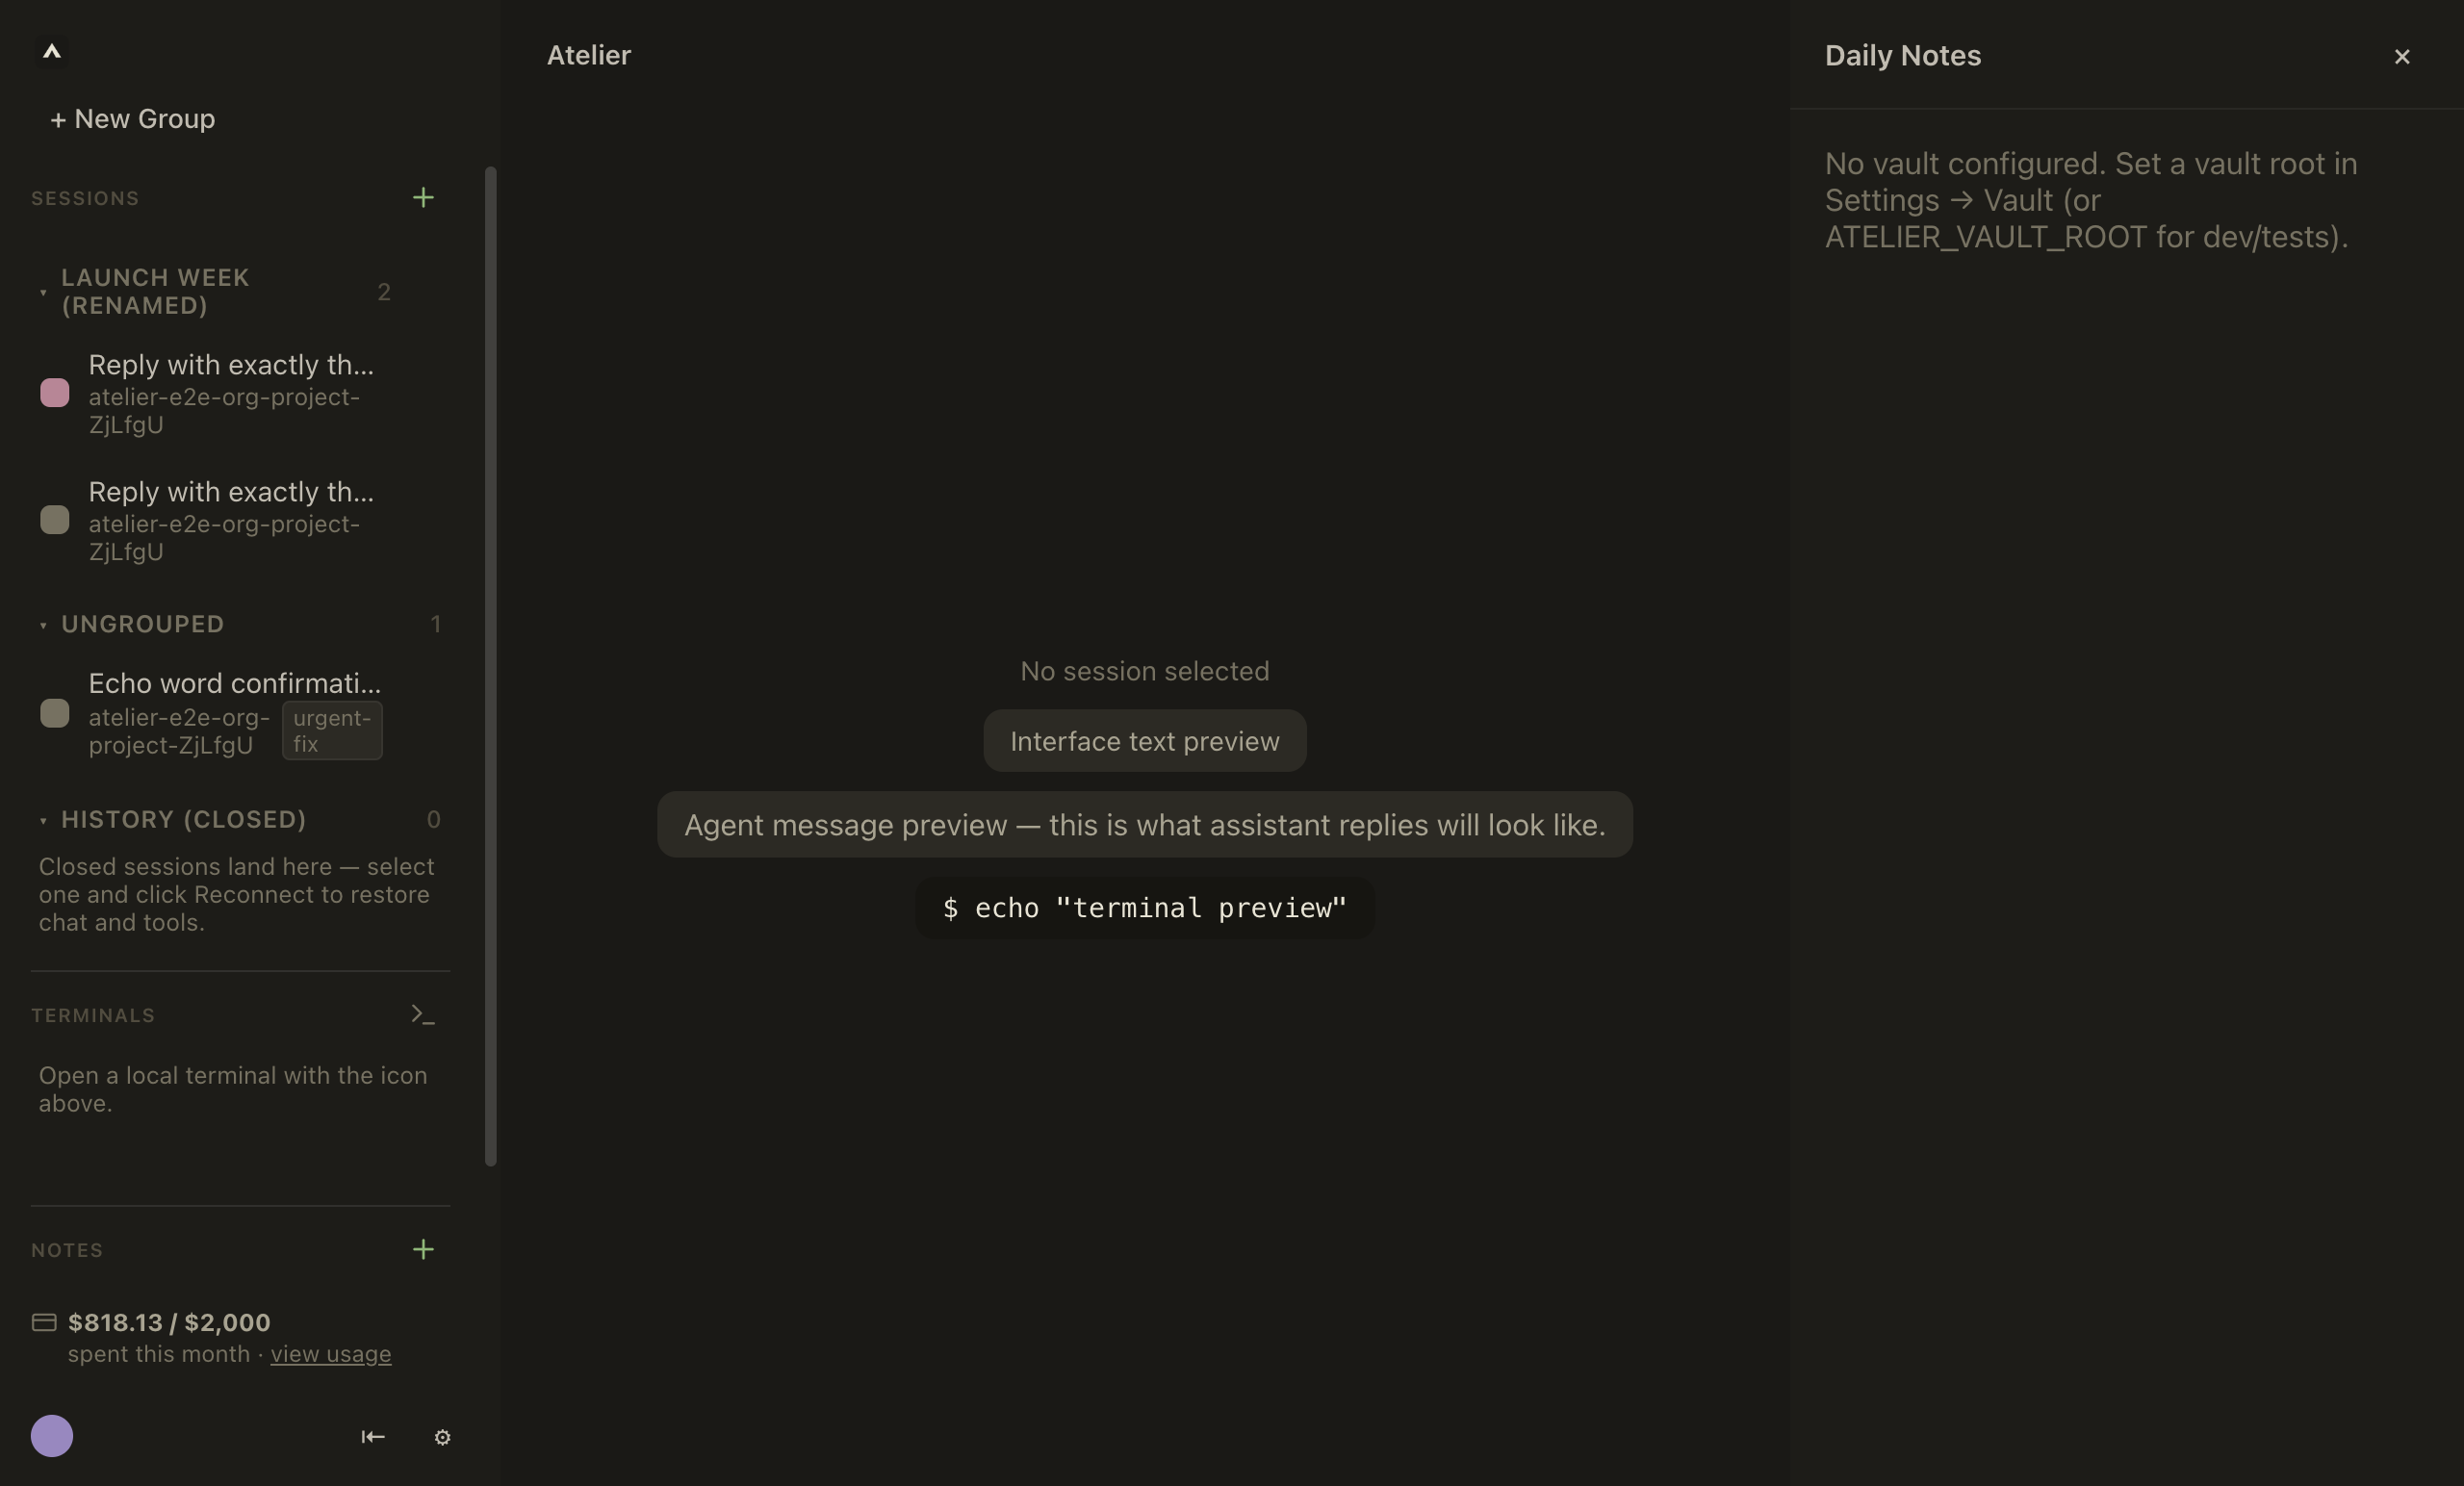 + New Group
SESSIONS
+
▾ LAUNCH WEEK
(RENAMED)
2
Reply with exactly th...
atelier-e2e-org-project-
ZjLfgU
Reply with exactly th...
atelier-e2e-org-project-
ZjLfgU
▾ UNGROUPED 1
Echo word confirmati...
atelier-e2e-org-
project-ZjLfgU
urgent-
fix
▾ HISTORY (CLOSED) 0
Closed sessions land here — select
one and click Reconnect to restore
chat and tools.
TERMINALS
Open a local terminal with the icon
above.
NOTES
+
$818.13 / $2,000
spent this month · view usage
Atelier
No session selected
Interface text preview
Agent message preview — this is what assistant replies will look like.
$ echo "terminal preview"
Daily Notes
×
No vault configured. Set a vault root in
Settings → Vault (or
ATELIER_VAULT_ROOT for dev/tests).